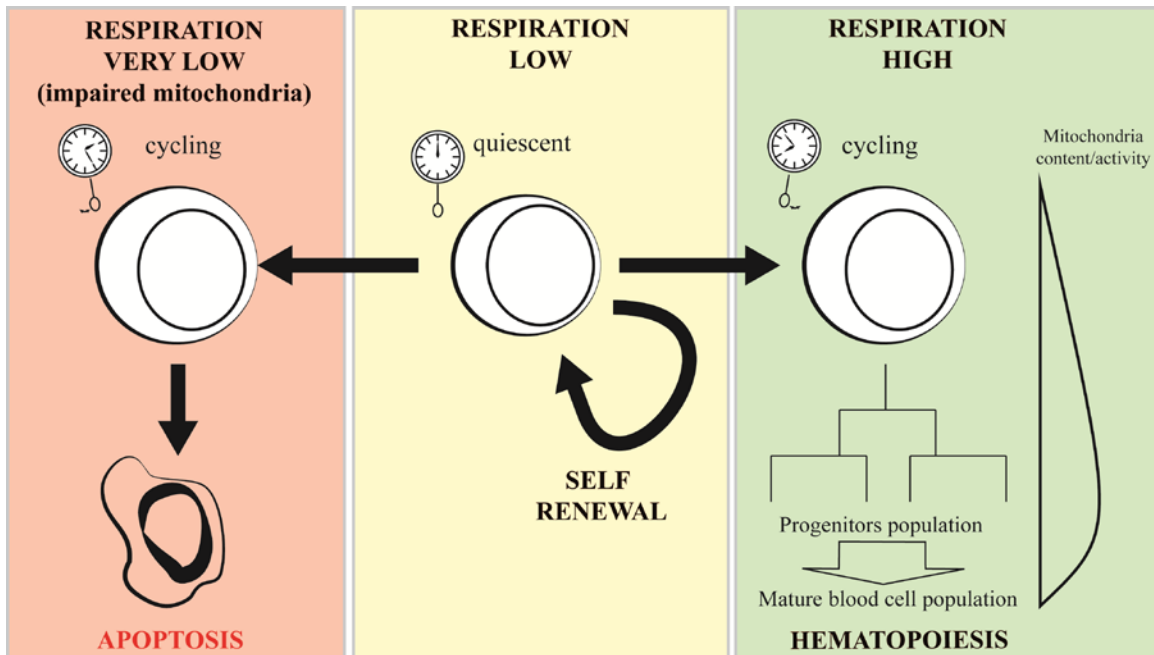 RESPIRATION
VERY LOW
(impaired mitochondria)
cycling
APOPTOSIS
RESPIRATION
LOW
quiescent
SELF
RENEWAL
RESPIRATION
HIGH
cycling
Mitochondria
content/activity
Progenitors population
Mature blood cell population
HEMATOPOIESIS